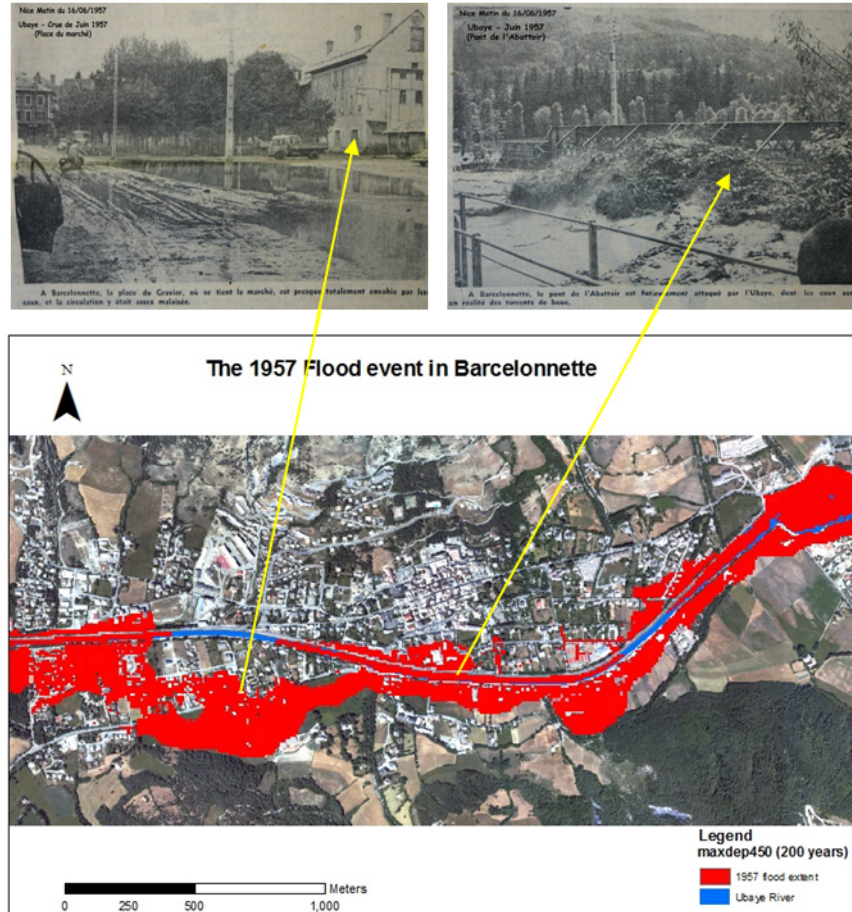 Nice Matin du 16/06/1957
Ubaye - Crue de Juin 1957
(Place du marché)
A Barcelonnette, la place du Gravier, où se tient le marché, est presque totalement envahie par les
eaux, et la circulation y était assez malaisée.
Nice Matin du 16/06/1957
Ubaye - Juin 1957
(Pont de l'Abattoir)
A Barcelonnette, le pont de l'Abattoir est furieusement attaqué par l'Ubaye, dont les eaux sont
en réalité des torrents de boue.
The 1957 Flood event in Barcelonnette
N
Legend
maxdep450 (200 years)
1957 flood extent
Ubaye River
Meters
0 250 500 1,000